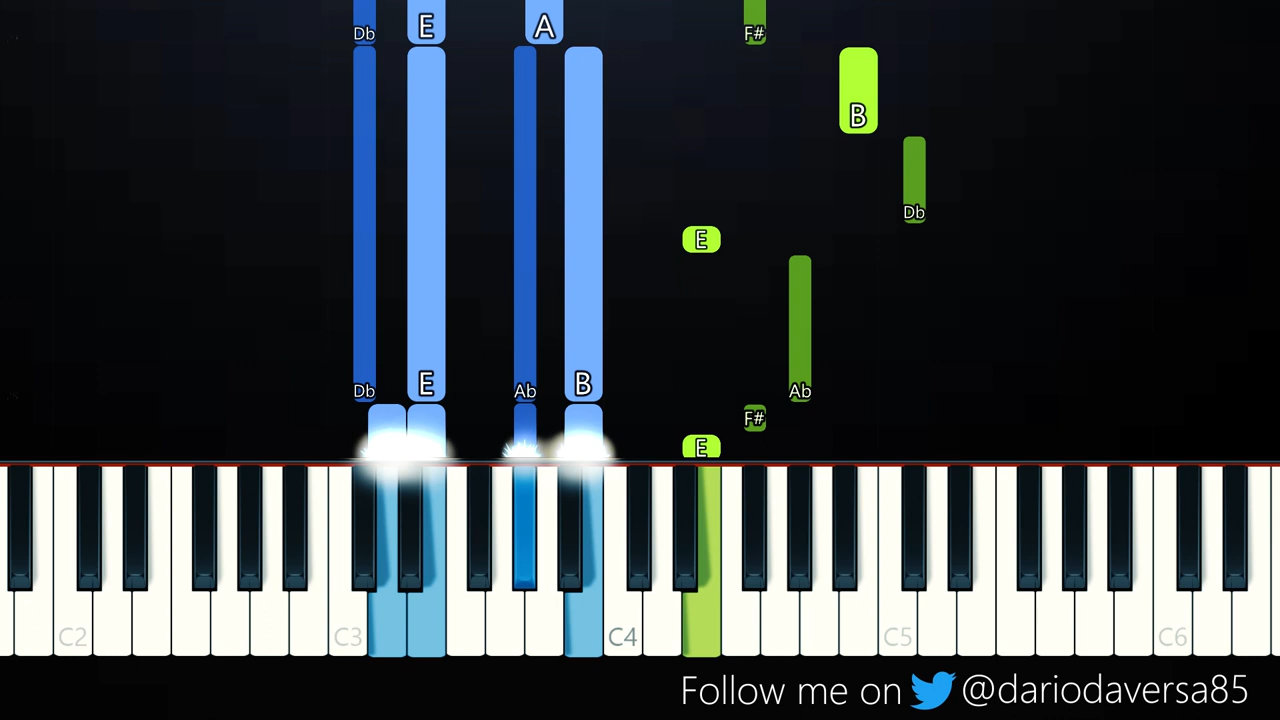 Db E A F#
B
Db
E
Db E Ab B Ab
F#
E
C2 C3 C4 C5 C6
Follow me on @dariodaversa85